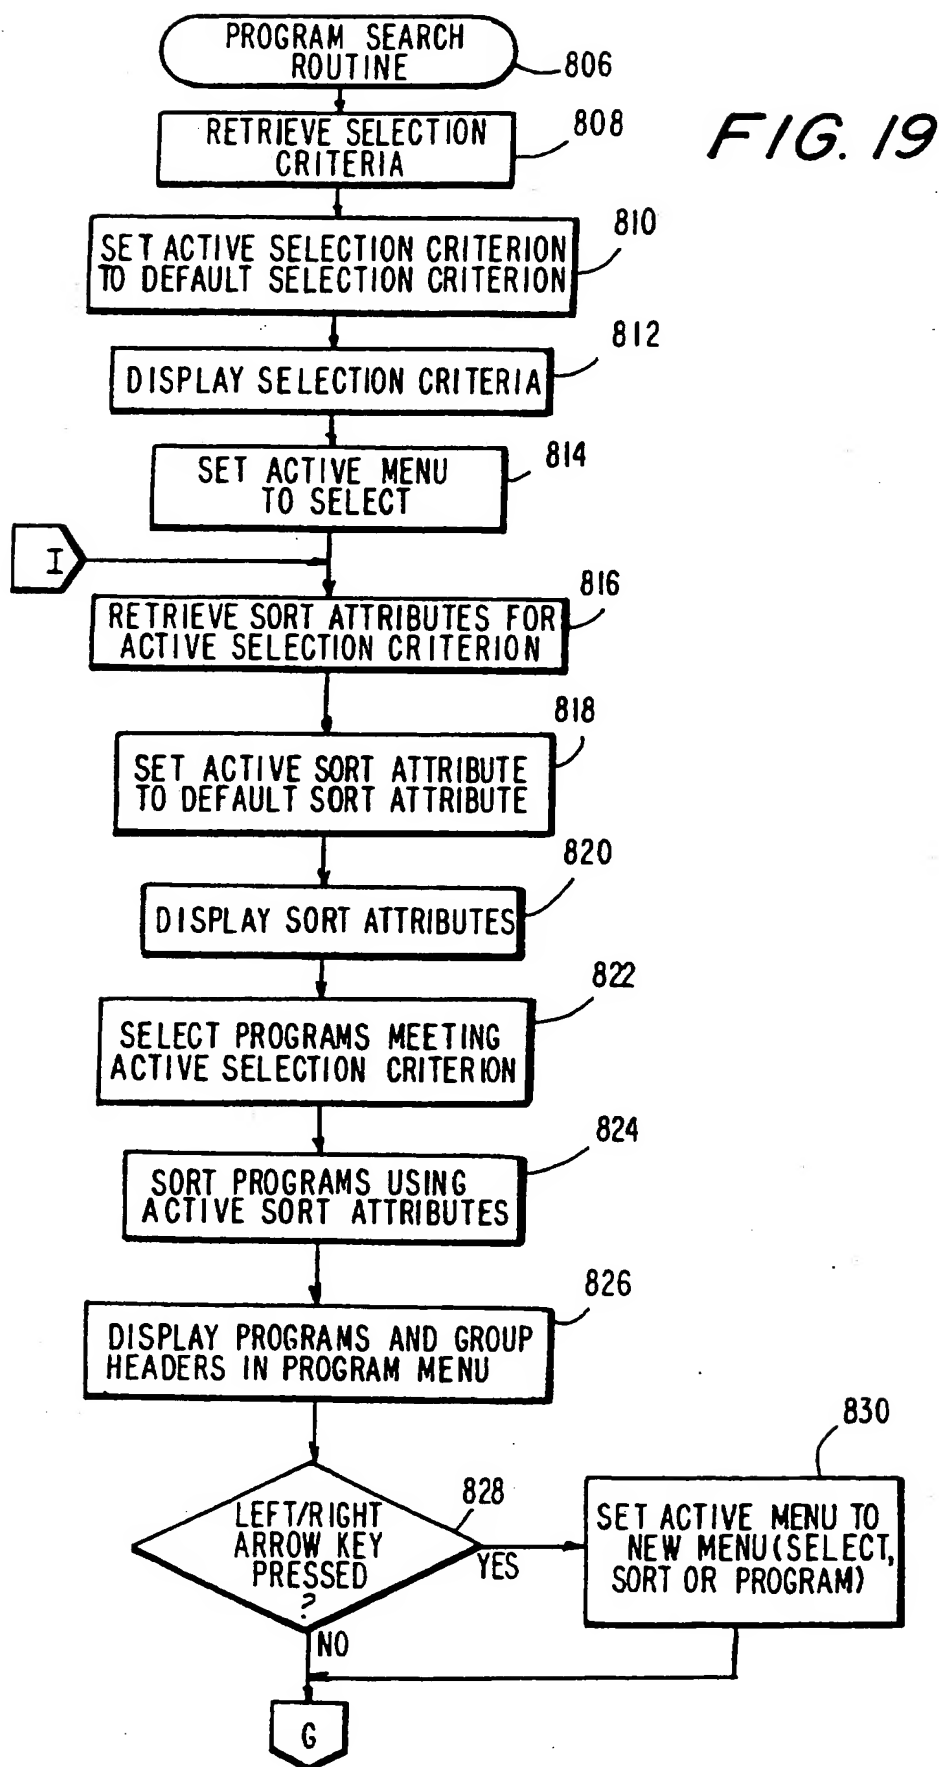 PROGRAM SEARCH
ROUTINE
806
FIG. 19
RETRIEVE SELECTION
CRITERIA
808
SET ACTIVE SELECTION CRITERION
TO DEFAULT SELECTION CRITERION
810
DISPLAY SELECTION CRITERIA
812
SET ACTIVE MENU
TO SELECT
814
I
RETRIEVE SORT ATTRIBUTES FOR
ACTIVE SELECTION CRITERION
816
SET ACTIVE SORT ATTRIBUTE
TO DEFAULT SORT ATTRIBUTE
818
DISPLAY SORT ATTRIBUTES
820
SELECT PROGRAMS MEETING
ACTIVE SELECTION CRITERION
822
SORT PROGRAMS USING
ACTIVE SORT ATTRIBUTES
824
DISPLAY PROGRAMS AND GROUP
HEADERS IN PROGRAM MENU
826
LEFT/RIGHT
ARROW KEY
PRESSED
?
828
YES
SET ACTIVE MENU TO
NEW MENU (SELECT,
SORT OR PROGRAM)
830
NO
G